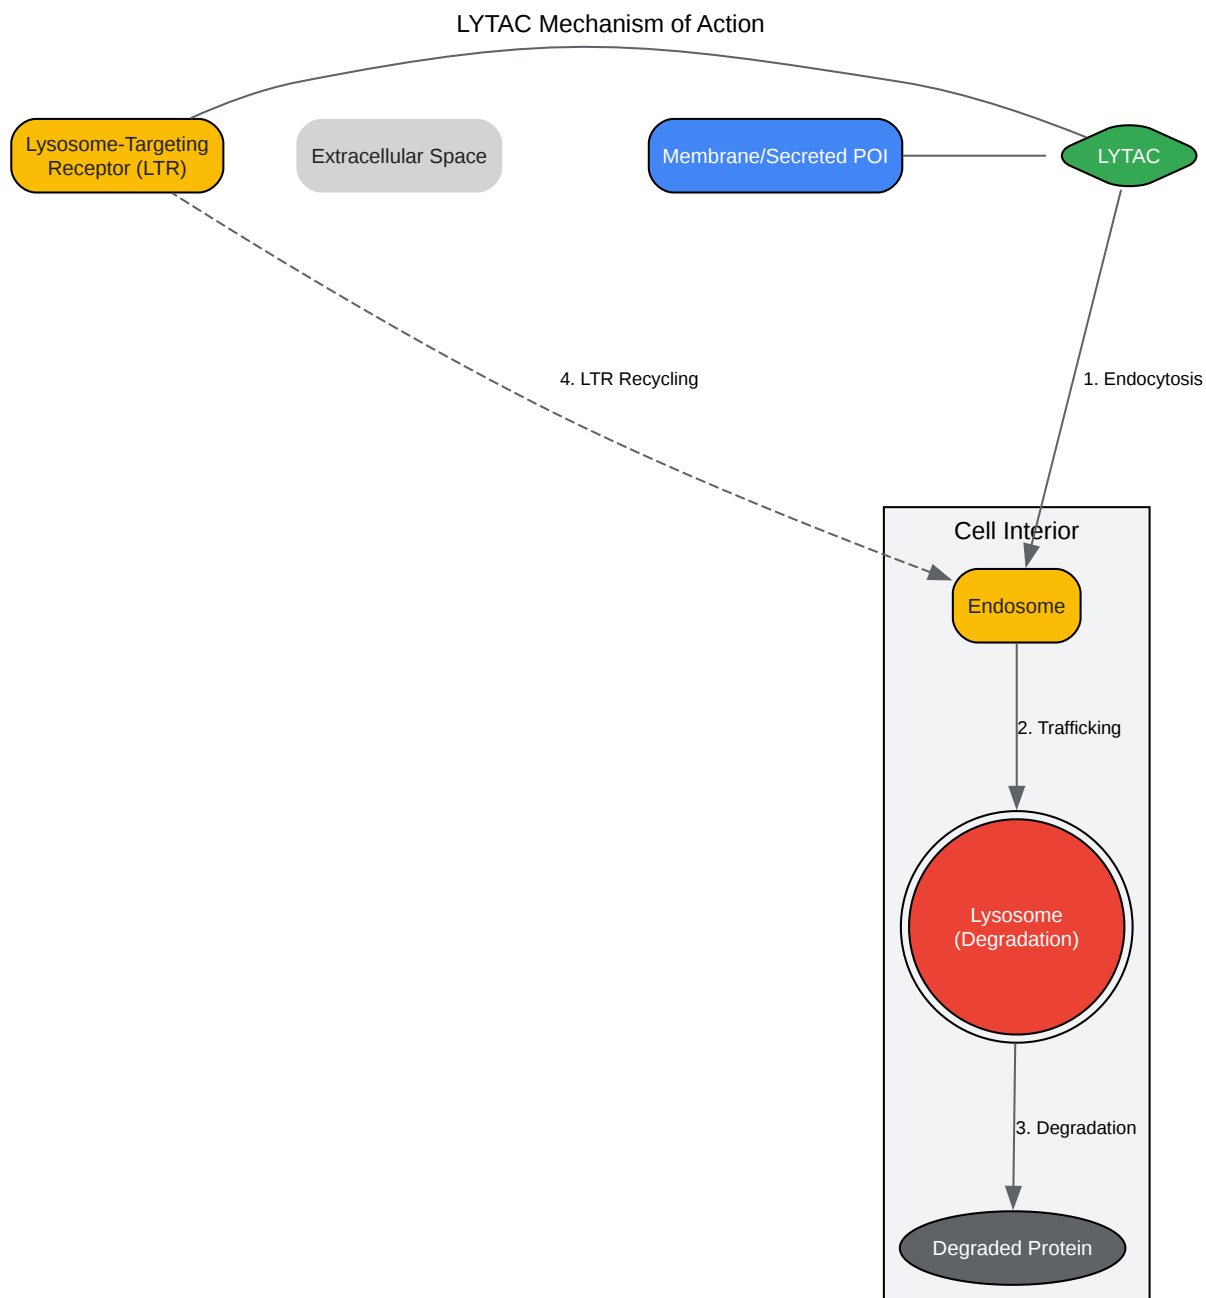 LYTAC Mechanism of Action
Lysosome-Targeting
Receptor (LTR)
Extracellular Space
Membrane/Secreted POI
LYTAC
4. LTR Recycling
1. Endocytosis
Cell Interior
Endosome
2. Trafficking
Lysosome
(Degradation)
3. Degradation
Degraded Protein